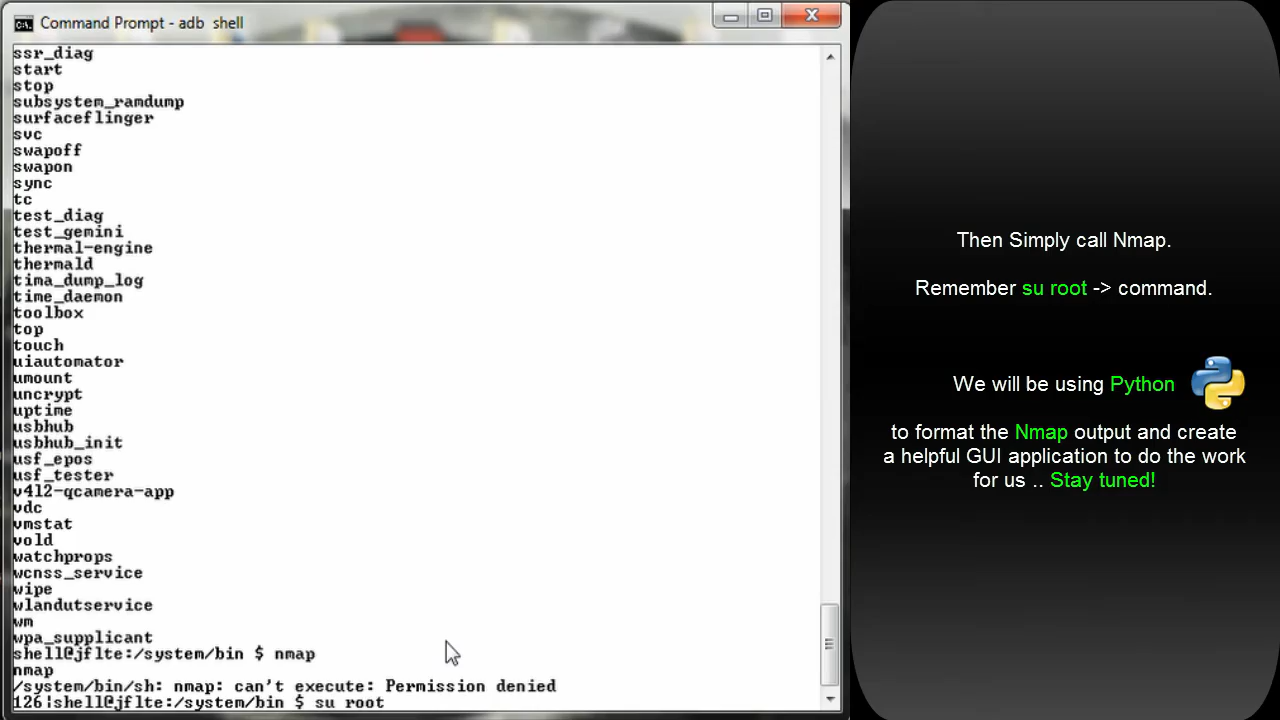 Command Prompt - adb  shell
ssr_diag
start
stop
subsystem_ramdump
surfaceflinger
svc
swapoff
swapon
sync
tc
test_diag
test_gemini
thermal-engine
thermald
tima_dump_log
time_daemon
toolbox
top
touch
uiautomator
umount
uncrypt
uptime
usbhub
usbhub_init
usf_epos
usf_tester
v4l2-qcamera-app
vdc
vmstat
vold
watchprops
wcnss_service
wipe
wlandutservice
wm
wpa_supplicant
shell@jflte:/system/bin $ nmap
nmap
/system/bin/sh: nmap: can't execute: Permission denied
126|shell@jflte:/system/bin $ su root
Then Simply call Nmap.
Remember su root -> command.
We will be using Python
to format the Nmap output and create
a helpful GUI application to do the work
for us .. Stay tuned!